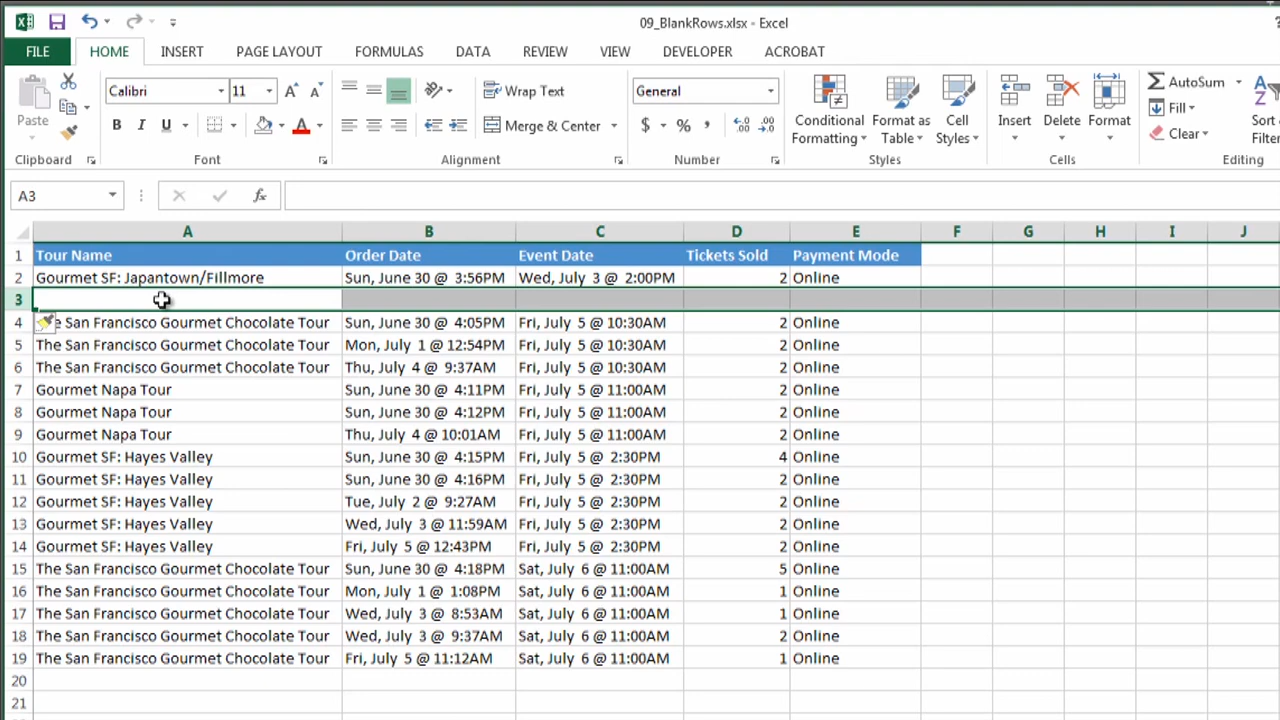 09_BlankRows.xlsx - Excel
?
FILE HOME INSERT PAGE LAYOUT FORMULAS DATA REVIEW VIEW DEVELOPER ACROBAT
Paste
Calibri 11
Wrap Text
General
Conditional Formatting
Format as Table
Cell Styles
Insert Delete Format
AutoSum
Fill
Clear
B I U
Merge & Center
$ % ,
Clipboard Font Alignment Number Styles Cells Editing
A3
fx
A B C D E F G H I J
1 Tour Name Order Date Event Date Tickets Sold Payment Mode
2 Gourmet SF: Japantown/FIllmore Sun, June 30 @ 3:56PM Wed, July 3 @ 2:00PM 2 Online
3
4 e San Francisco Gourmet Chocolate Tour Sun, June 30 @ 4:05PM Fri, July 5 @ 10:30AM 2 Online
5 The San Francisco Gourmet Chocolate Tour Mon, July 1 @ 12:54PM Fri, July 5 @ 10:30AM 2 Online
6 The San Francisco Gourmet Chocolate Tour Thu, July 4 @ 9:37AM Fri, July 5 @ 10:30AM 2 Online
7 Gourmet Napa Tour Sun, June 30 @ 4:11PM Fri, July 5 @ 11:00AM 2 Online
8 Gourmet Napa Tour Sun, June 30 @ 4:12PM Fri, July 5 @ 11:00AM 2 Online
9 Gourmet Napa Tour Thu, July 4 @ 10:01AM Fri, July 5 @ 11:00AM 2 Online
10 Gourmet SF: Hayes Valley Sun, June 30 @ 4:15PM Fri, July 5 @ 2:30PM 4 Online
11 Gourmet SF: Hayes Valley Sun, June 30 @ 4:16PM Fri, July 5 @ 2:30PM 2 Online
12 Gourmet SF: Hayes Valley Tue, July 2 @ 9:27AM Fri, July 5 @ 2:30PM 2 Online
13 Gourmet SF: Hayes Valley Wed, July 3 @ 11:59AM Fri, July 5 @ 2:30PM 2 Online
14 Gourmet SF: Hayes Valley Fri, July 5 @ 12:43PM Fri, July 5 @ 2:30PM 2 Online
15 The San Francisco Gourmet Chocolate Tour Sun, June 30 @ 4:18PM Sat, July 6 @ 11:00AM 5 Online
16 The San Francisco Gourmet Chocolate Tour Mon, July 1 @ 1:08PM Sat, July 6 @ 11:00AM 1 Online
17 The San Francisco Gourmet Chocolate Tour Wed, July 3 @ 8:53AM Sat, July 6 @ 11:00AM 1 Online
18 The San Francisco Gourmet Chocolate Tour Wed, July 3 @ 9:37AM Sat, July 6 @ 11:00AM 2 Online
19 The San Francisco Gourmet Chocolate Tour Fri, July 5 @ 11:12AM Sat, July 6 @ 11:00AM 1 Online
20
21